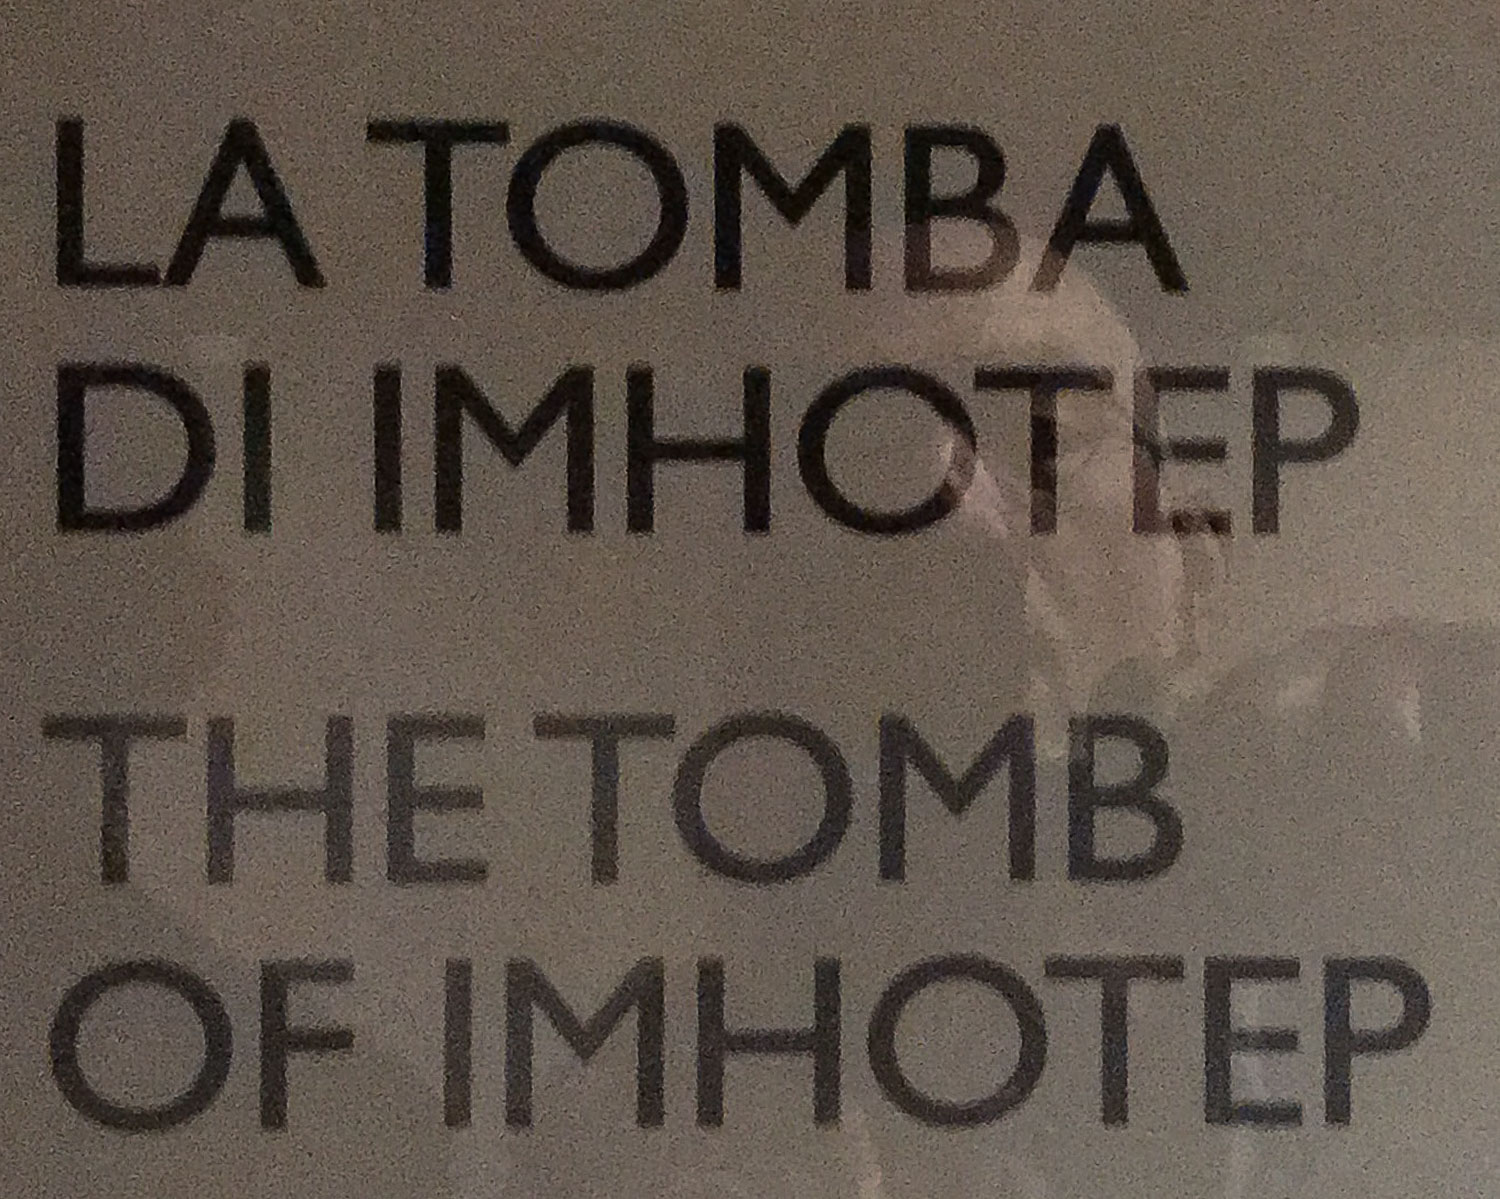 LA TOMBA
DI IMHOTEP
THE TOMB
OF IMHOTEP